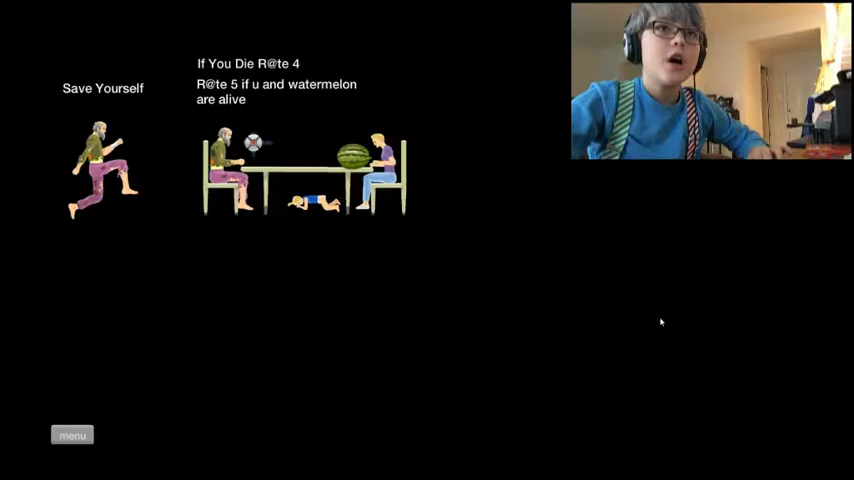 If You Die R@te 4
Save Yourself
R@te 5 if u and watermelon
are alive
menu